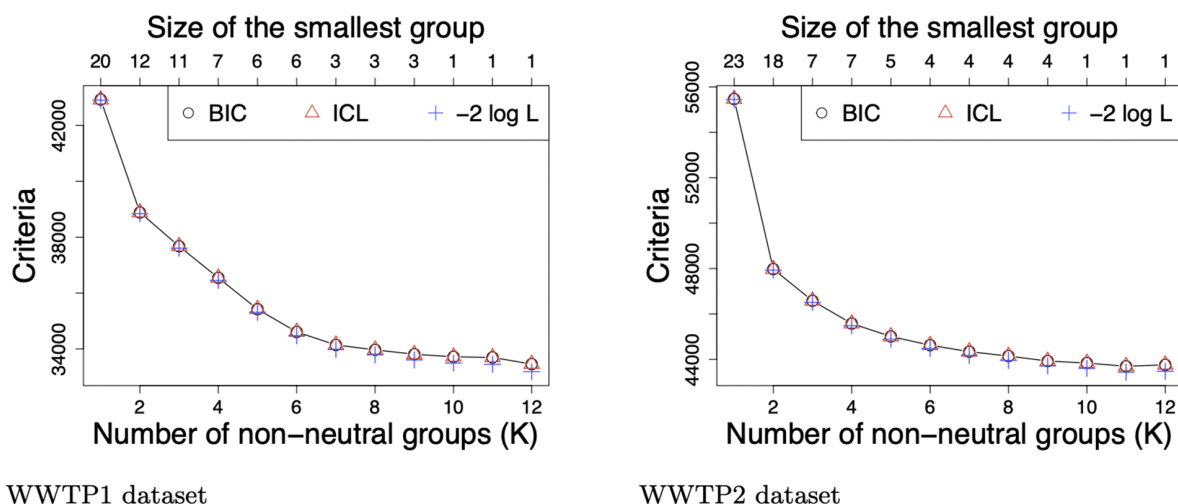 Size of the smallest group
20 12 11 7 6 6 3 3 3 1 1 1
BIC ICL −2 log L
42000
38000
34000
Criteria
2 4 6 8 10 12
Number of non−neutral groups (K)
WWTP1 dataset
Size of the smallest group
23 18 7 7 5 4 4 4 4 1 1 1
BIC ICL −2 log L
56000
52000
48000
44000
Criteria
2 4 6 8 10 12
Number of non−neutral groups (K)
WWTP2 dataset